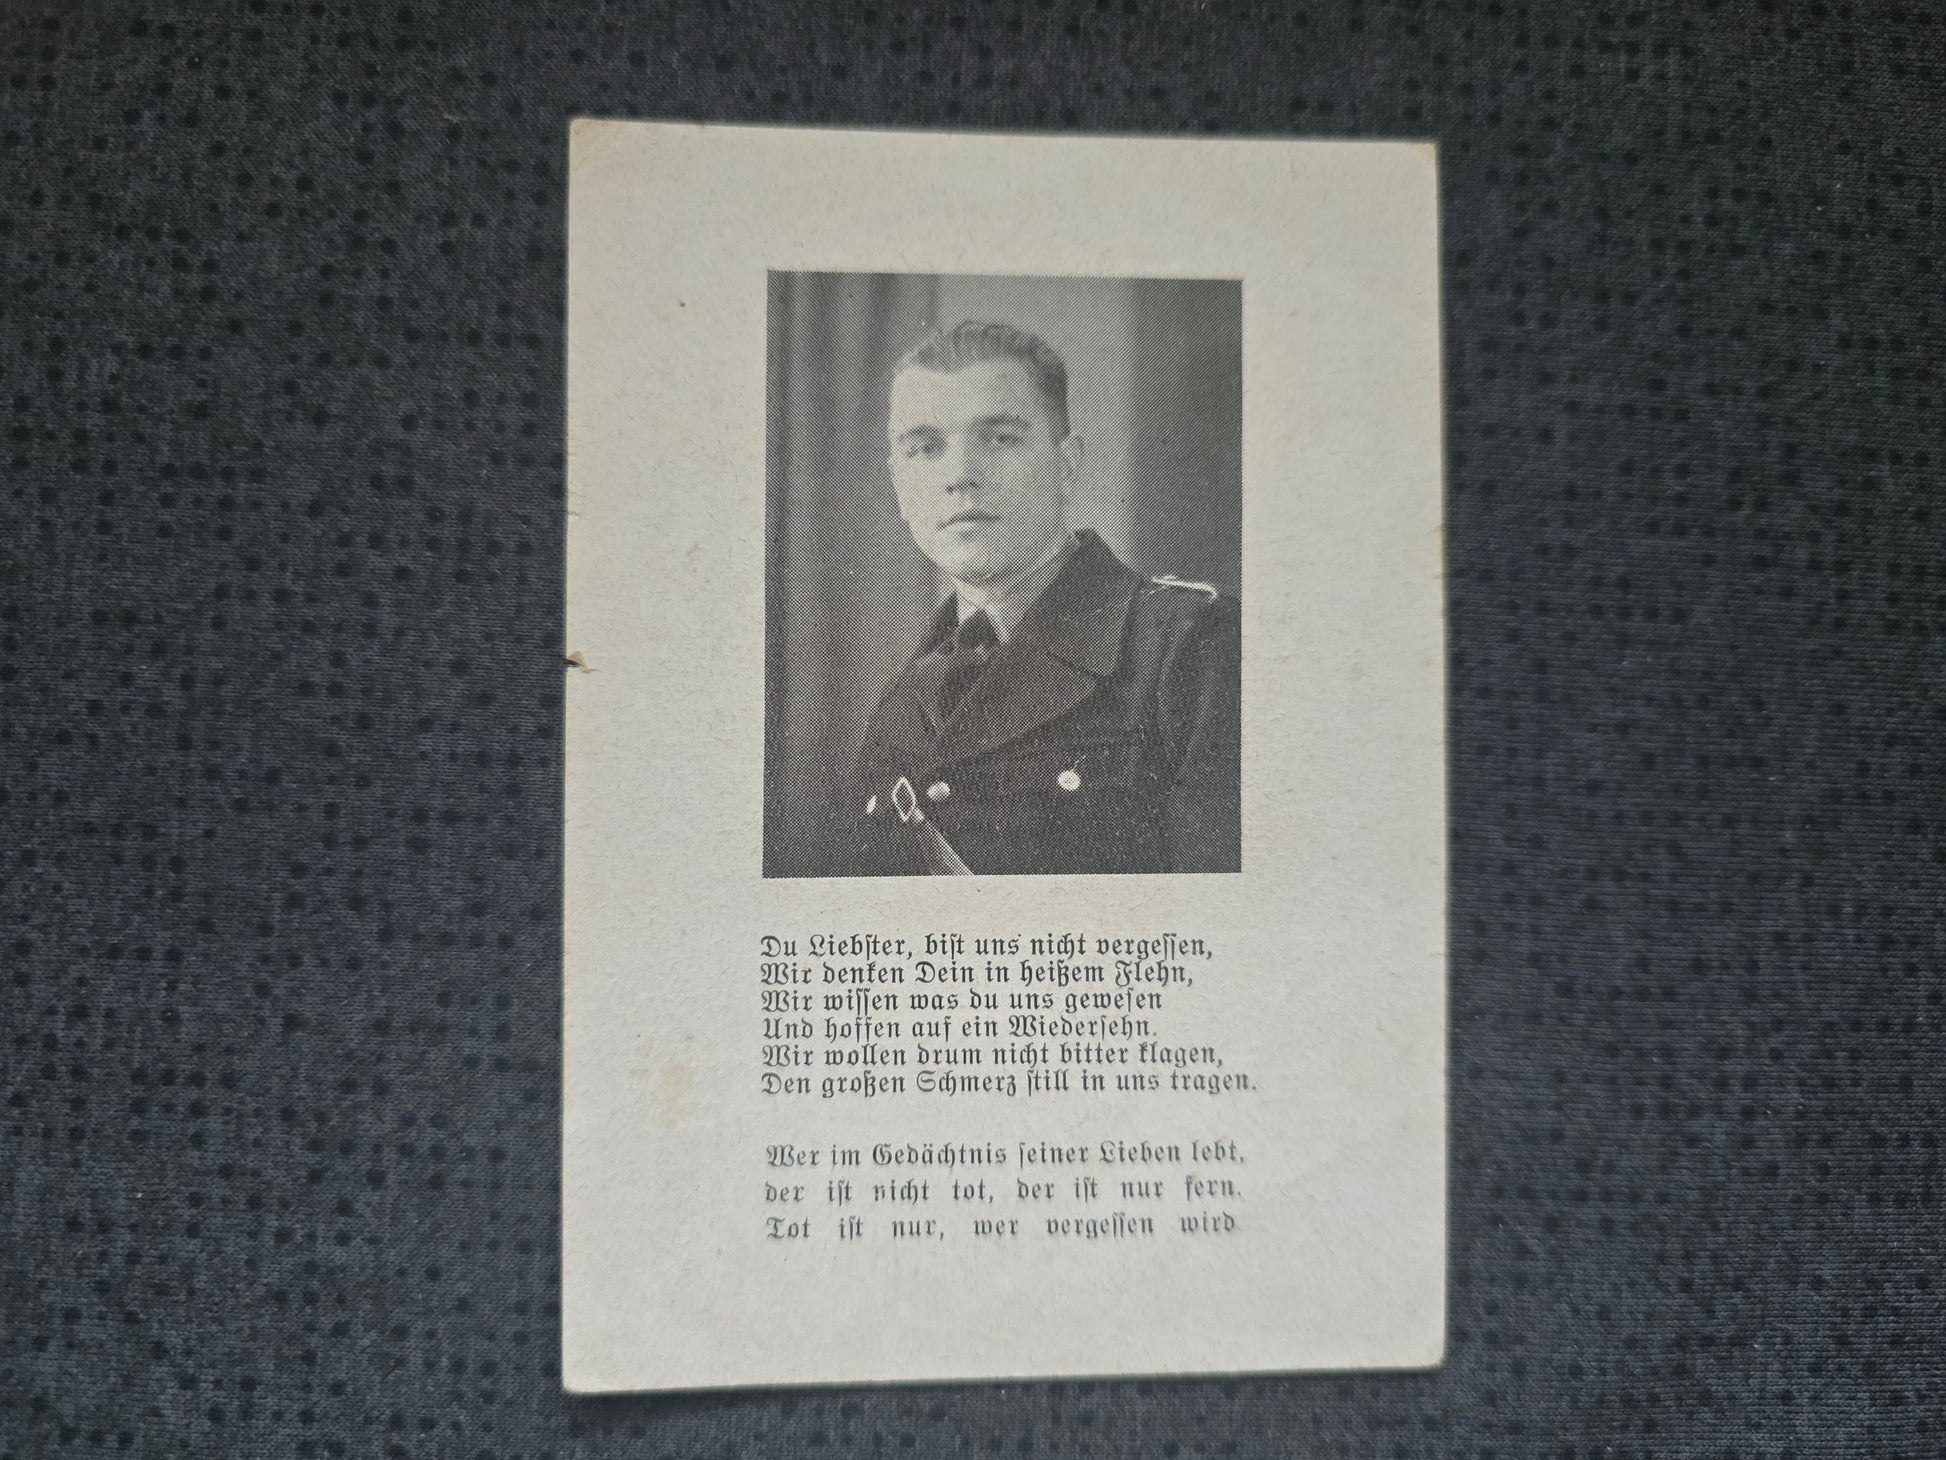 Du Liebster, bist uns nicht vergessen,
Wir denken Dein in heißem Flehn,
Wir wissen was du uns gewesen
Und hoffen auf ein Wiedersehn.
Wir wollen drum nicht bitter klagen,
Den großen Schmerz still in uns tragen.
Wer im Gedächtnis seiner Lieben lebt,
der ist nicht tot, der ist nur fern.
Tot ist nur, wer vergessen wird